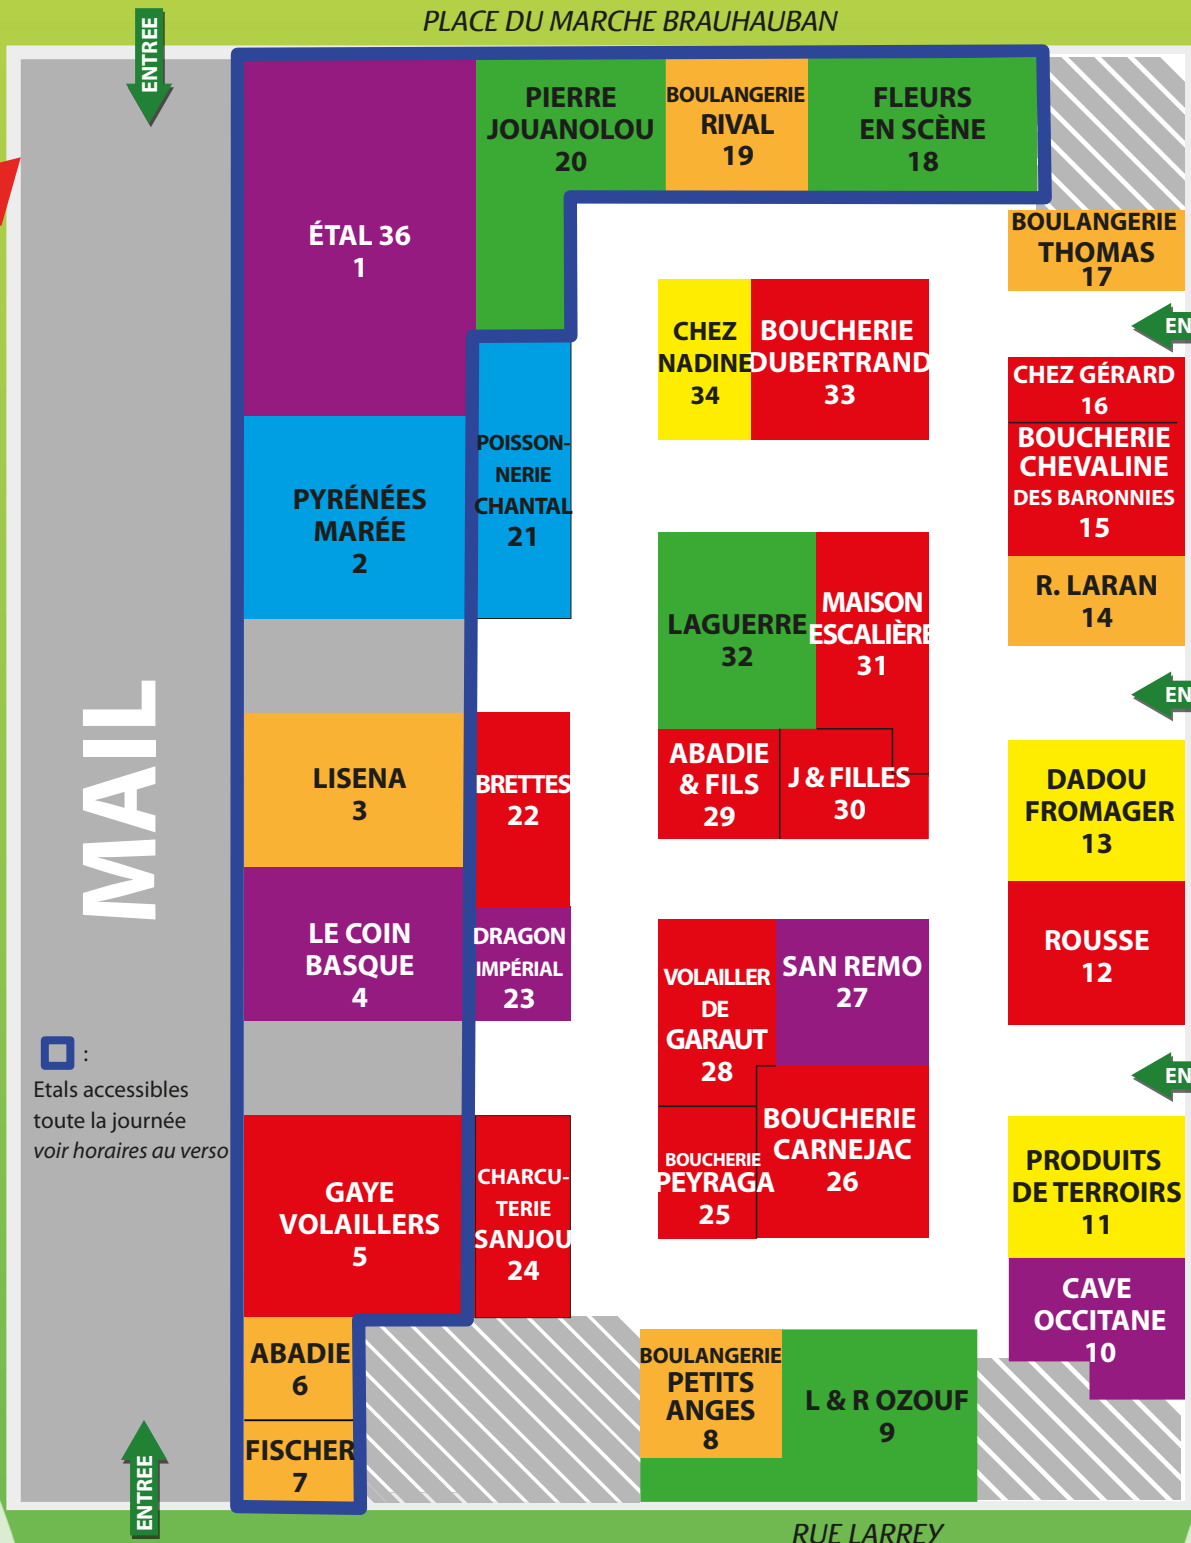 PLACE DU MARCHE BRAUHAUBAN
ENTREE
ÉTAL 36
1
PIERRE
JOUANOLOU
20
BOULANGERIE
RIVAL
19
FLEURS
EN SCÈNE
18
BOULANGERIE
THOMAS
17
EN
CHEZ
NADINE
34
BOUCHERIE
DUBERTRAND
33
CHEZ GÉRARD
16
BOUCHERIE
CHEVALINE
DES BARONNIES
15
PYRÉNÉES
MARÉE
2
POISSON-
NERIE
CHANTAL
21
LAGUERRE
32
MAISON
ESCALIÈRE
31
R. LARAN
14
EN
MAIL
LISENA
3
BRETTES
22
ABADIE
& FILS
29
J & FILLES
30
DADOU
FROMAGER
13
LE COIN
BASQUE
4
DRAGON
IMPÉRIAL
23
VOLAILLER
DE
GARAUT
28
SAN REMO
27
ROUSSE
12
:
Etals accessibles
toute la journée
voir horaires au verso
EN
GAYE
VOLAILLERS
5
CHARCU-
TERIE
SANJOU
24
BOUCHERIE
PEYRAGA
25
BOUCHERIE
CARNEJAC
26
PRODUITS
DE TERROIRS
11
CAVE
OCCITANE
10
ABADIE
6
FISCHER
7
BOULANGERIE
PETITS
ANGES
8
L & R OZOUF
9
ENTREE
RUE LARREY